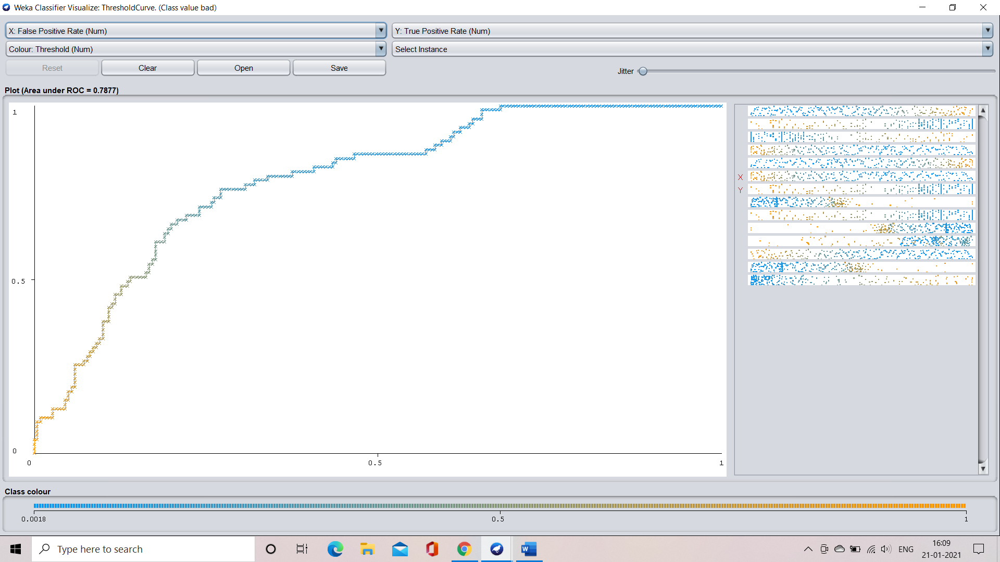 Weka Classifier Visualize: ThresholdCurve. (Class value bad)
X: False Positive Rate (Num)
Y: True Positive Rate (Num)
Colour: Threshold (Num)
Select Instance
Reset
Clear
Open
Save
Jitter
Plot (Area under ROC = 0.7877)
1
0.5
0
0
0.5
1
X
Y
Class colour
0.0018
0.5
1
Type here to search
W
ENG
16:09
21-01-2021